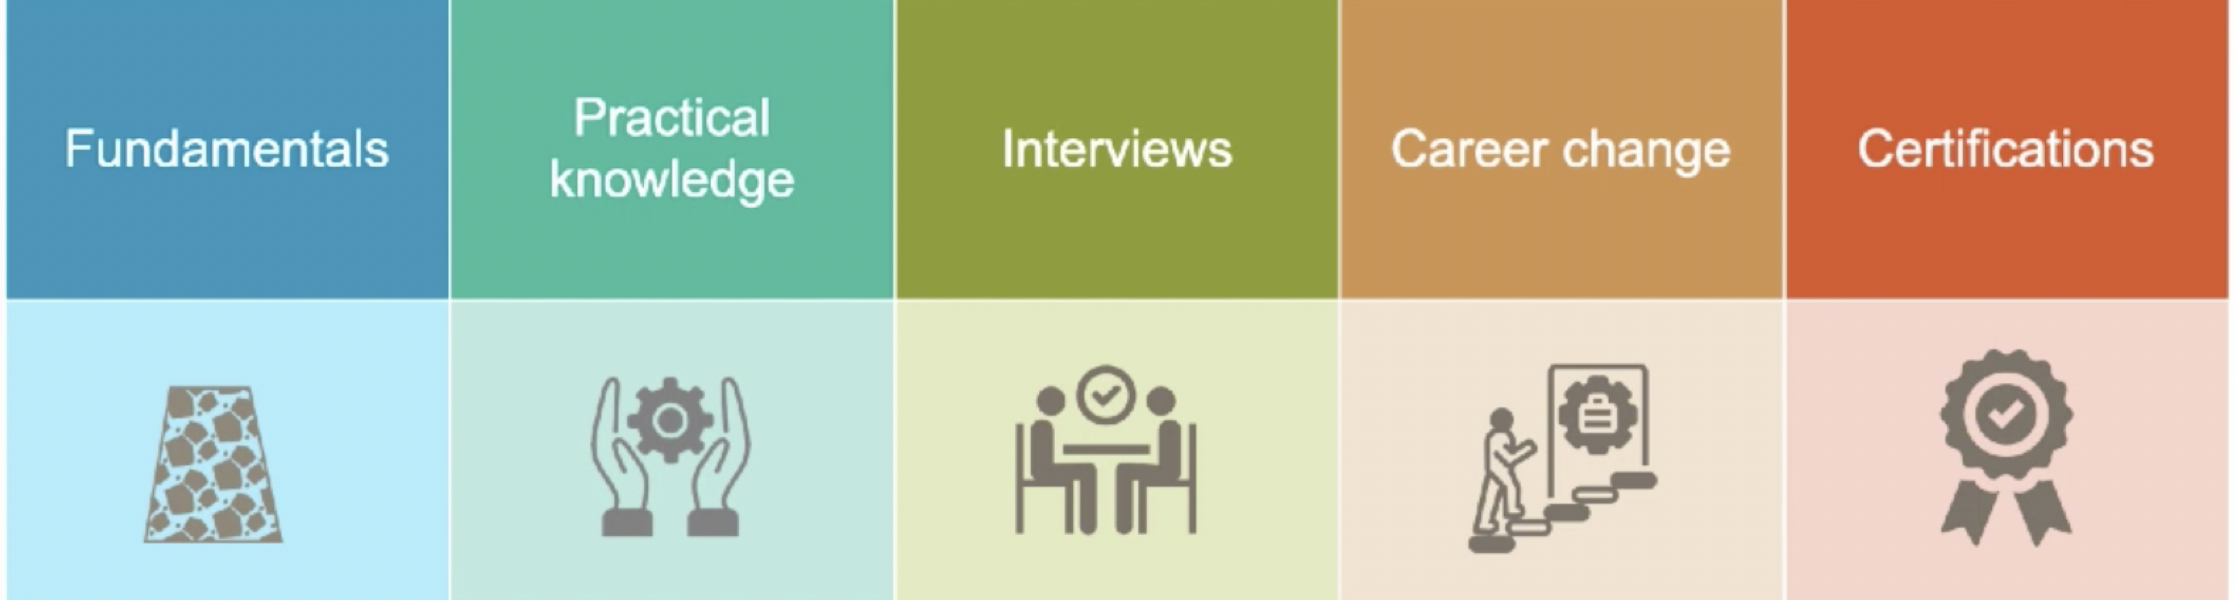 Fundamentals
Practical
knowledge
Interviews
Career change
Certifications